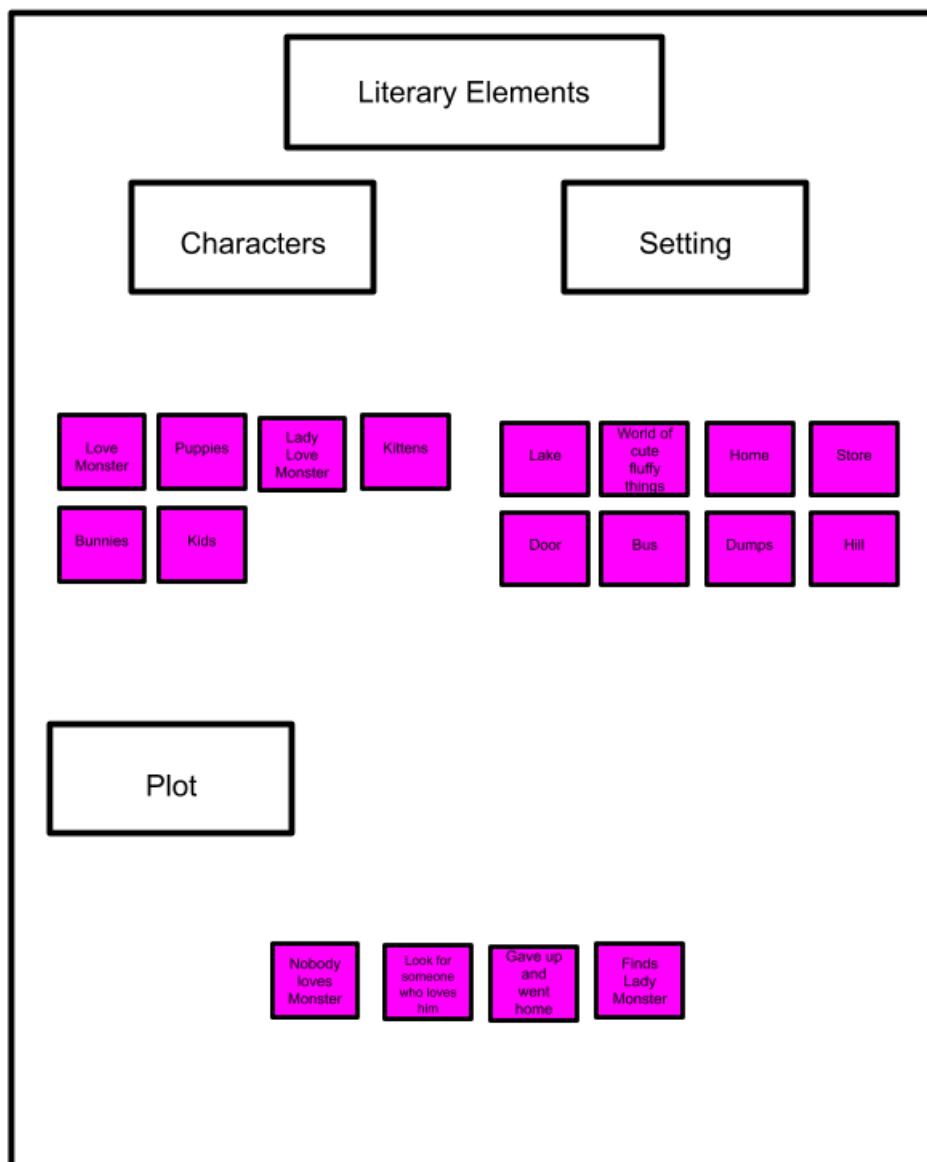 Literary Elements
Characters
Setting
Love
Monster
Puppies
Lady
Love
Monster
Kittens
Bunnies
Kids
Lake
World of
cute
fluffy
things
Home
Store
Door
Bus
Dumps
Hill
Plot
Nobody
loves
Monster
Look for
someone
who loves
him
Gave up
and
went
home
Finds
Lady
Monster